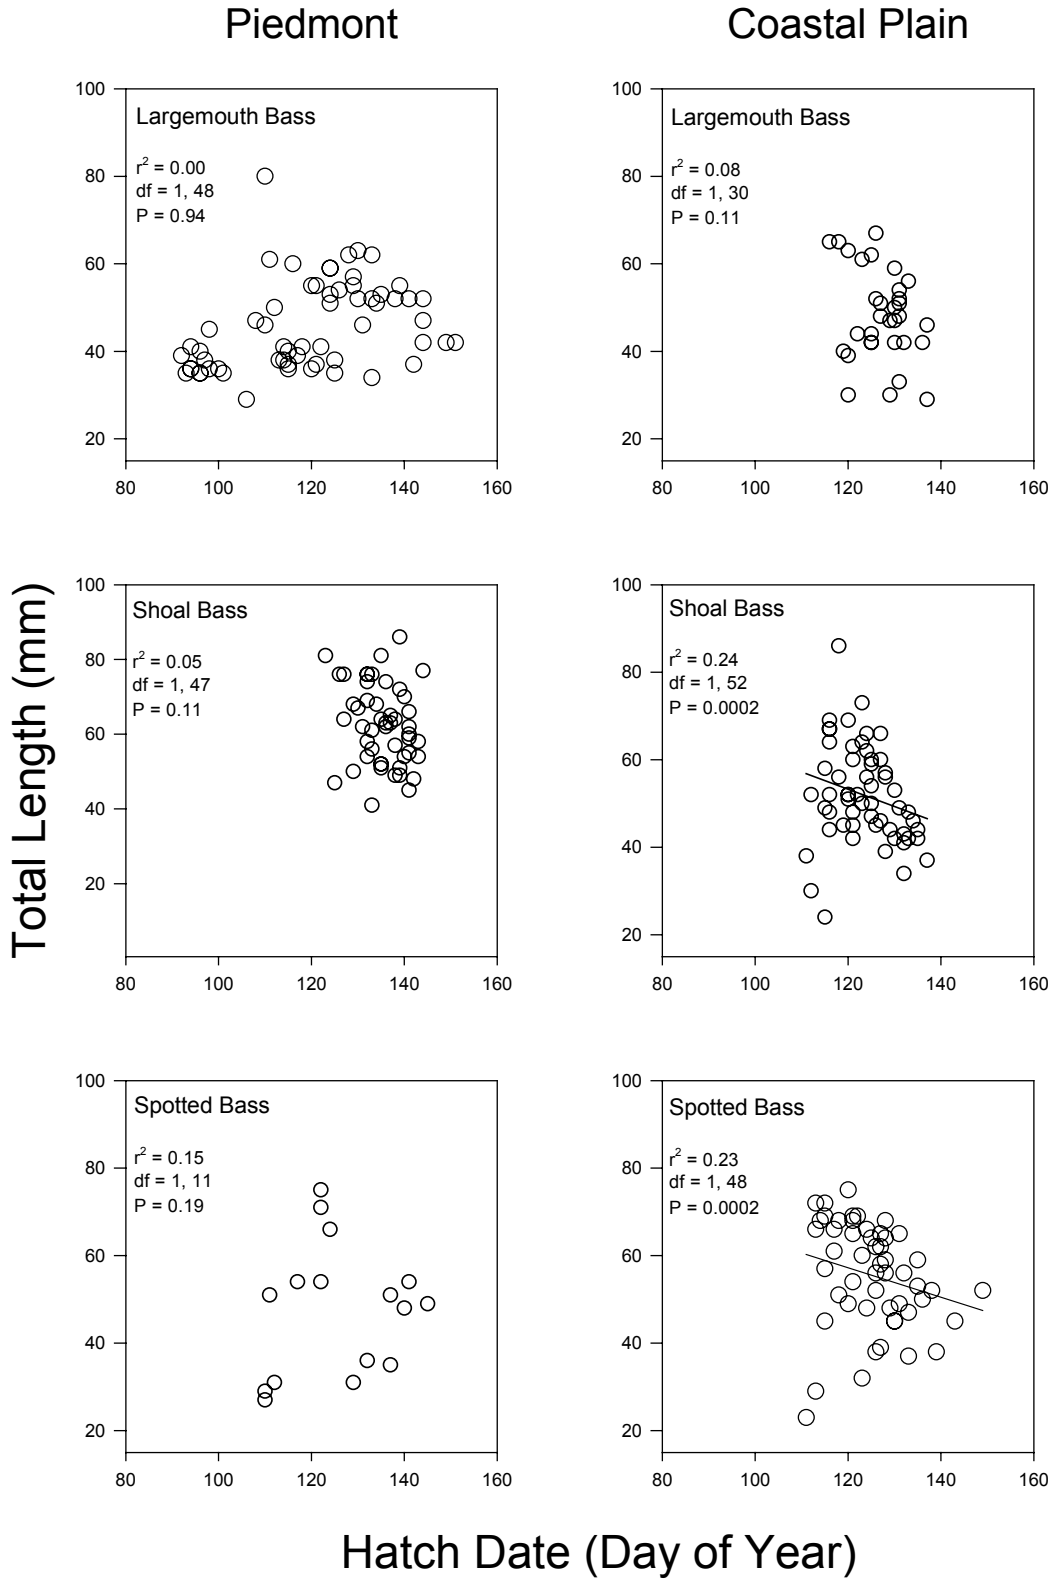 Piedmont
Coastal Plain
100
80
60
40
20
Largemouth Bass
r² = 0.00
df = 1, 48
P = 0.94
80 100 120 140 160
100
80
60
40
20
Largemouth Bass
r² = 0.08
df = 1, 30
P = 0.11
80 100 120 140 160
Total Length (mm)
100
80
60
40
20
Shoal Bass
r² = 0.05
df = 1, 47
P = 0.11
80 100 120 140 160
100
80
60
40
20
Shoal Bass
r² = 0.24
df = 1, 52
P = 0.0002
80 100 120 140 160
100
80
60
40
20
Spotted Bass
r² = 0.15
df = 1, 11
P = 0.19
80 100 120 140 160
100
80
60
40
20
Spotted Bass
r² = 0.23
df = 1, 48
P = 0.0002
80 100 120 140 160
Hatch Date (Day of Year)